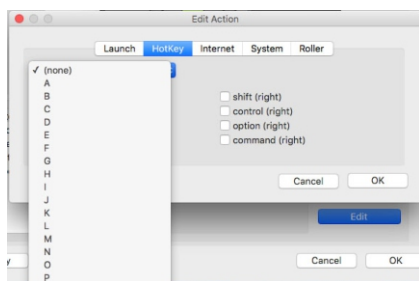 Edit Action
Launch HotKey Internet System Roller
✓ (none)
A
B
C
D
E
F
G
H
I
J
K
L
M
N
O
P
shift (right)
control (right)
option (right)
command (right)
Cancel OK
Edit
Cancel OK